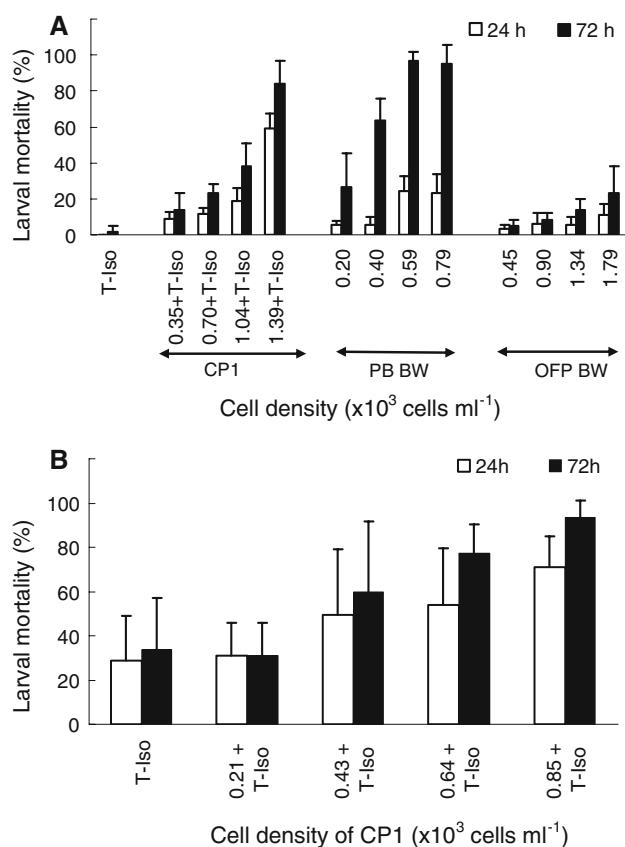 A
24 h 72 h
Larval mortality (%)
100
80
60
40
20
0
T-Iso
0.35+T-Iso
0.70+T-Iso
1.04+T-Iso
1.39+T-Iso
0.20
0.40
0.59
0.79
0.45
0.90
1.34
1.79
CP1 PB BW OFP BW
Cell density (x10³ cells ml⁻¹)
B
24h 72h
Larval mortality (%)
100
80
60
40
20
0
T-Iso
0.21 +
T-Iso
0.43 +
T-Iso
0.64 +
T-Iso
0.85 +
T-Iso
Cell density of CP1 (x10³ cells ml⁻¹)